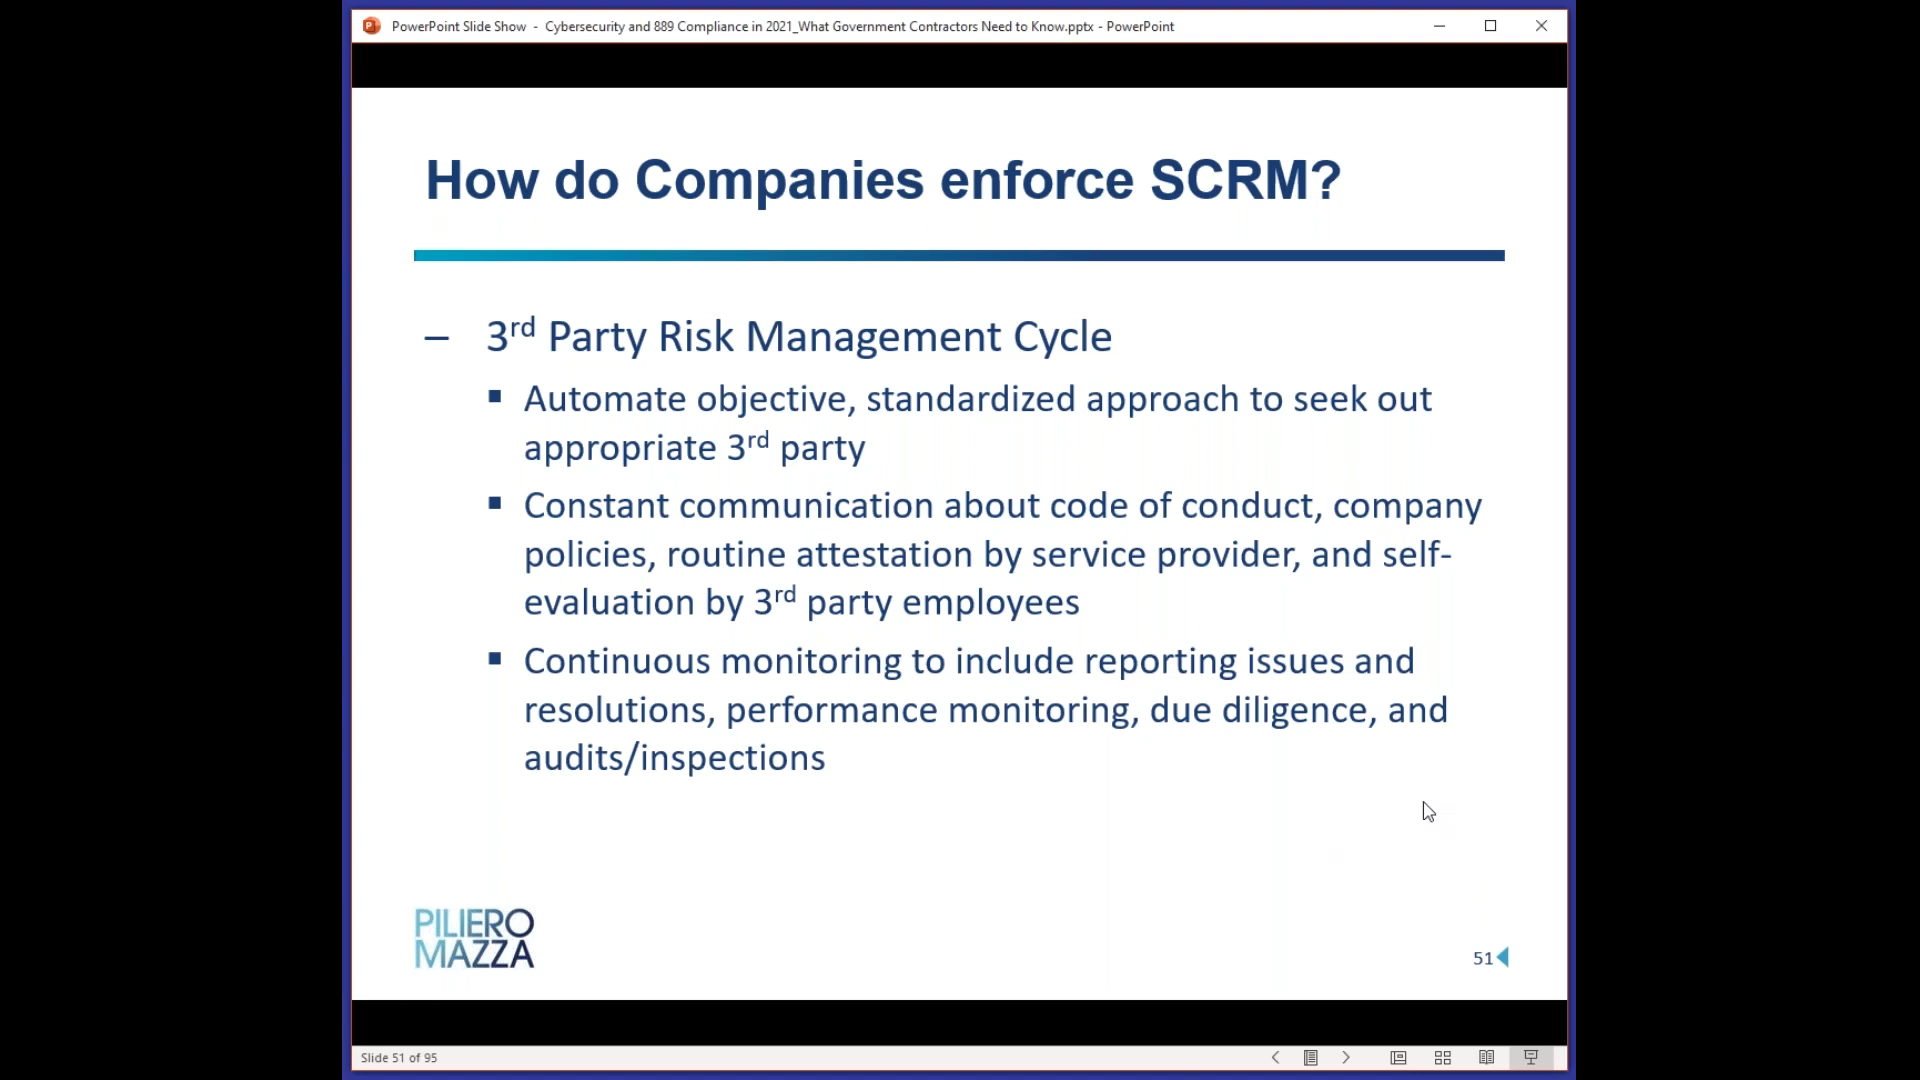 PowerPoint Slide Show - Cybersecurity and 889 Compliance in 2021_What Government Contractors Need to Know.pptx - PowerPoint
How do Companies enforce SCRM?
– 3rd Party Risk Management Cycle
▪ Automate objective, standardized approach to seek out
appropriate 3rd party
▪ Constant communication about code of conduct, company
policies, routine attestation by service provider, and self-
evaluation by 3rd party employees
▪ Continuous monitoring to include reporting issues and
resolutions, performance monitoring, due diligence, and
audits/inspections
PILIERO
MAZZA
51
Slide 51 of 95